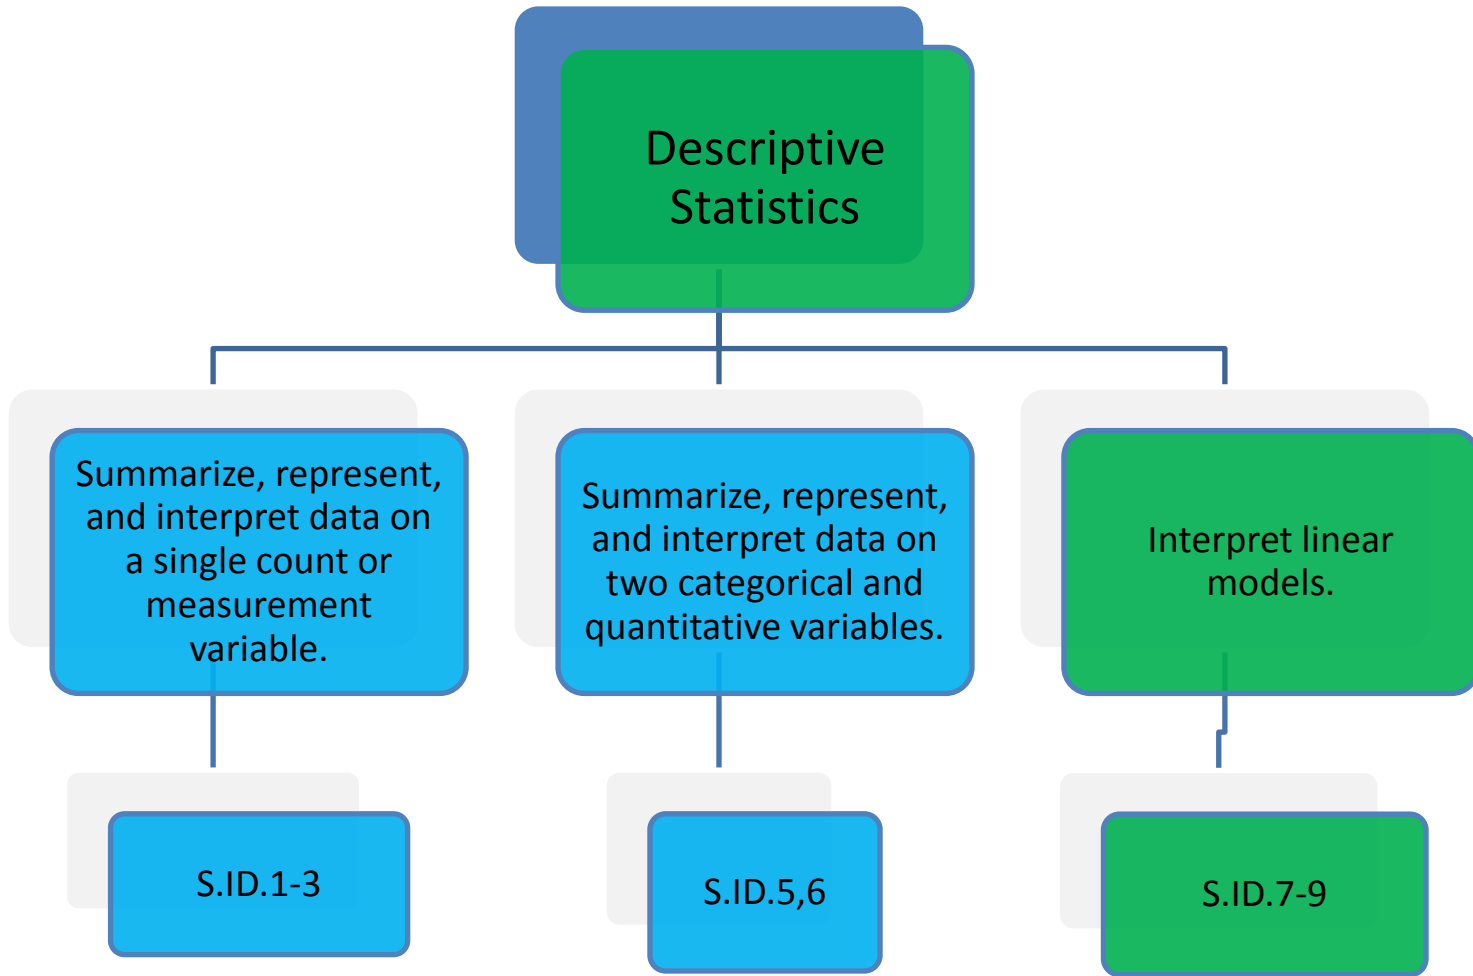 Descriptive
Statistics
Summarize, represent,
and interpret data on
a single count or
measurement
variable.
Summarize, represent,
and interpret data on
two categorical and
quantitative variables.
Interpret linear
models.
S.ID.1-3
S.ID.5,6
S.ID.7-9